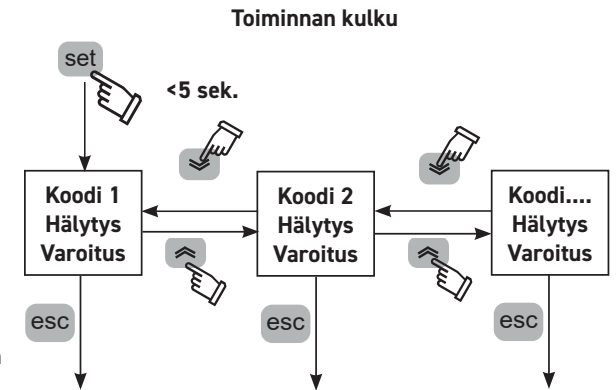 Toiminnan kulku
set
<5 sek.
Koodi 1
Hälytys
Varoitus
Koodi 2
Hälytys
Varoitus
Koodi....
Hälytys
Varoitus
esc
esc
esc